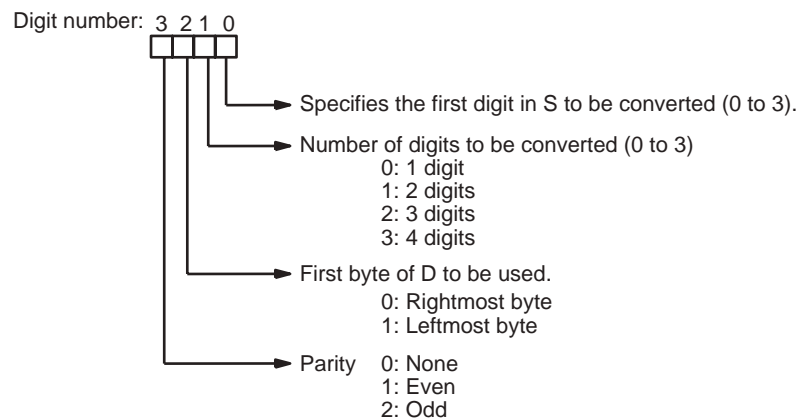 Digit number: 3 2 1 0
Specifies the first digit in S to be converted (0 to 3).
Number of digits to be converted (0 to 3)
0: 1 digit
1: 2 digits
2: 3 digits
3: 4 digits
First byte of D to be used.
0: Rightmost byte
1: Leftmost byte
Parity 0: None
1: Even
2: Odd